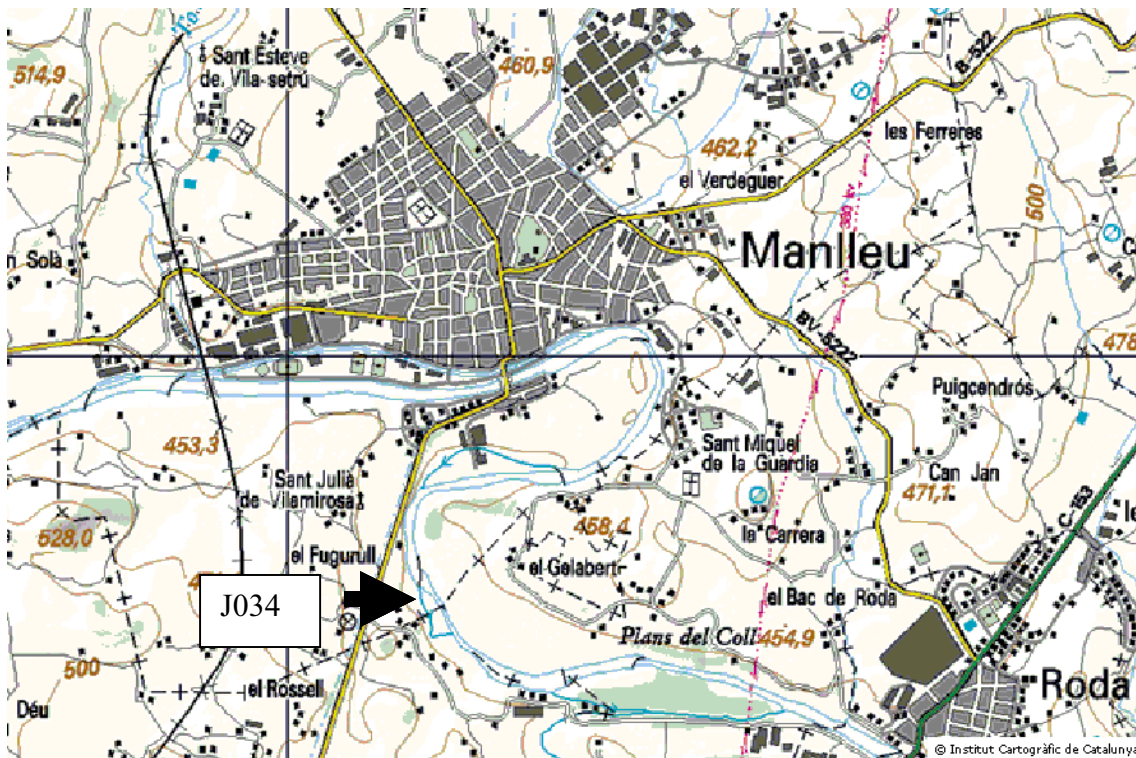 Sant Esteve
de Vila-setrú
514,9
460,9
B-522
les Ferreres
462,2
el Verdeguer
500
n Solà
Manlleu
BV-5222
478
Puigcendrós
453,3
Sant Miquel
de la Guardia
Can Jan
471,1
Sant Julià
de Vilamirosa
528,0
458,4
la Carrera
C-153
el Fugurull
el Gelabert
J034
el Bac de Roda
Plans del Coll
454,9
500
el Rossell
Déu
Roda
© Institut Cartogràfic de Catalunya